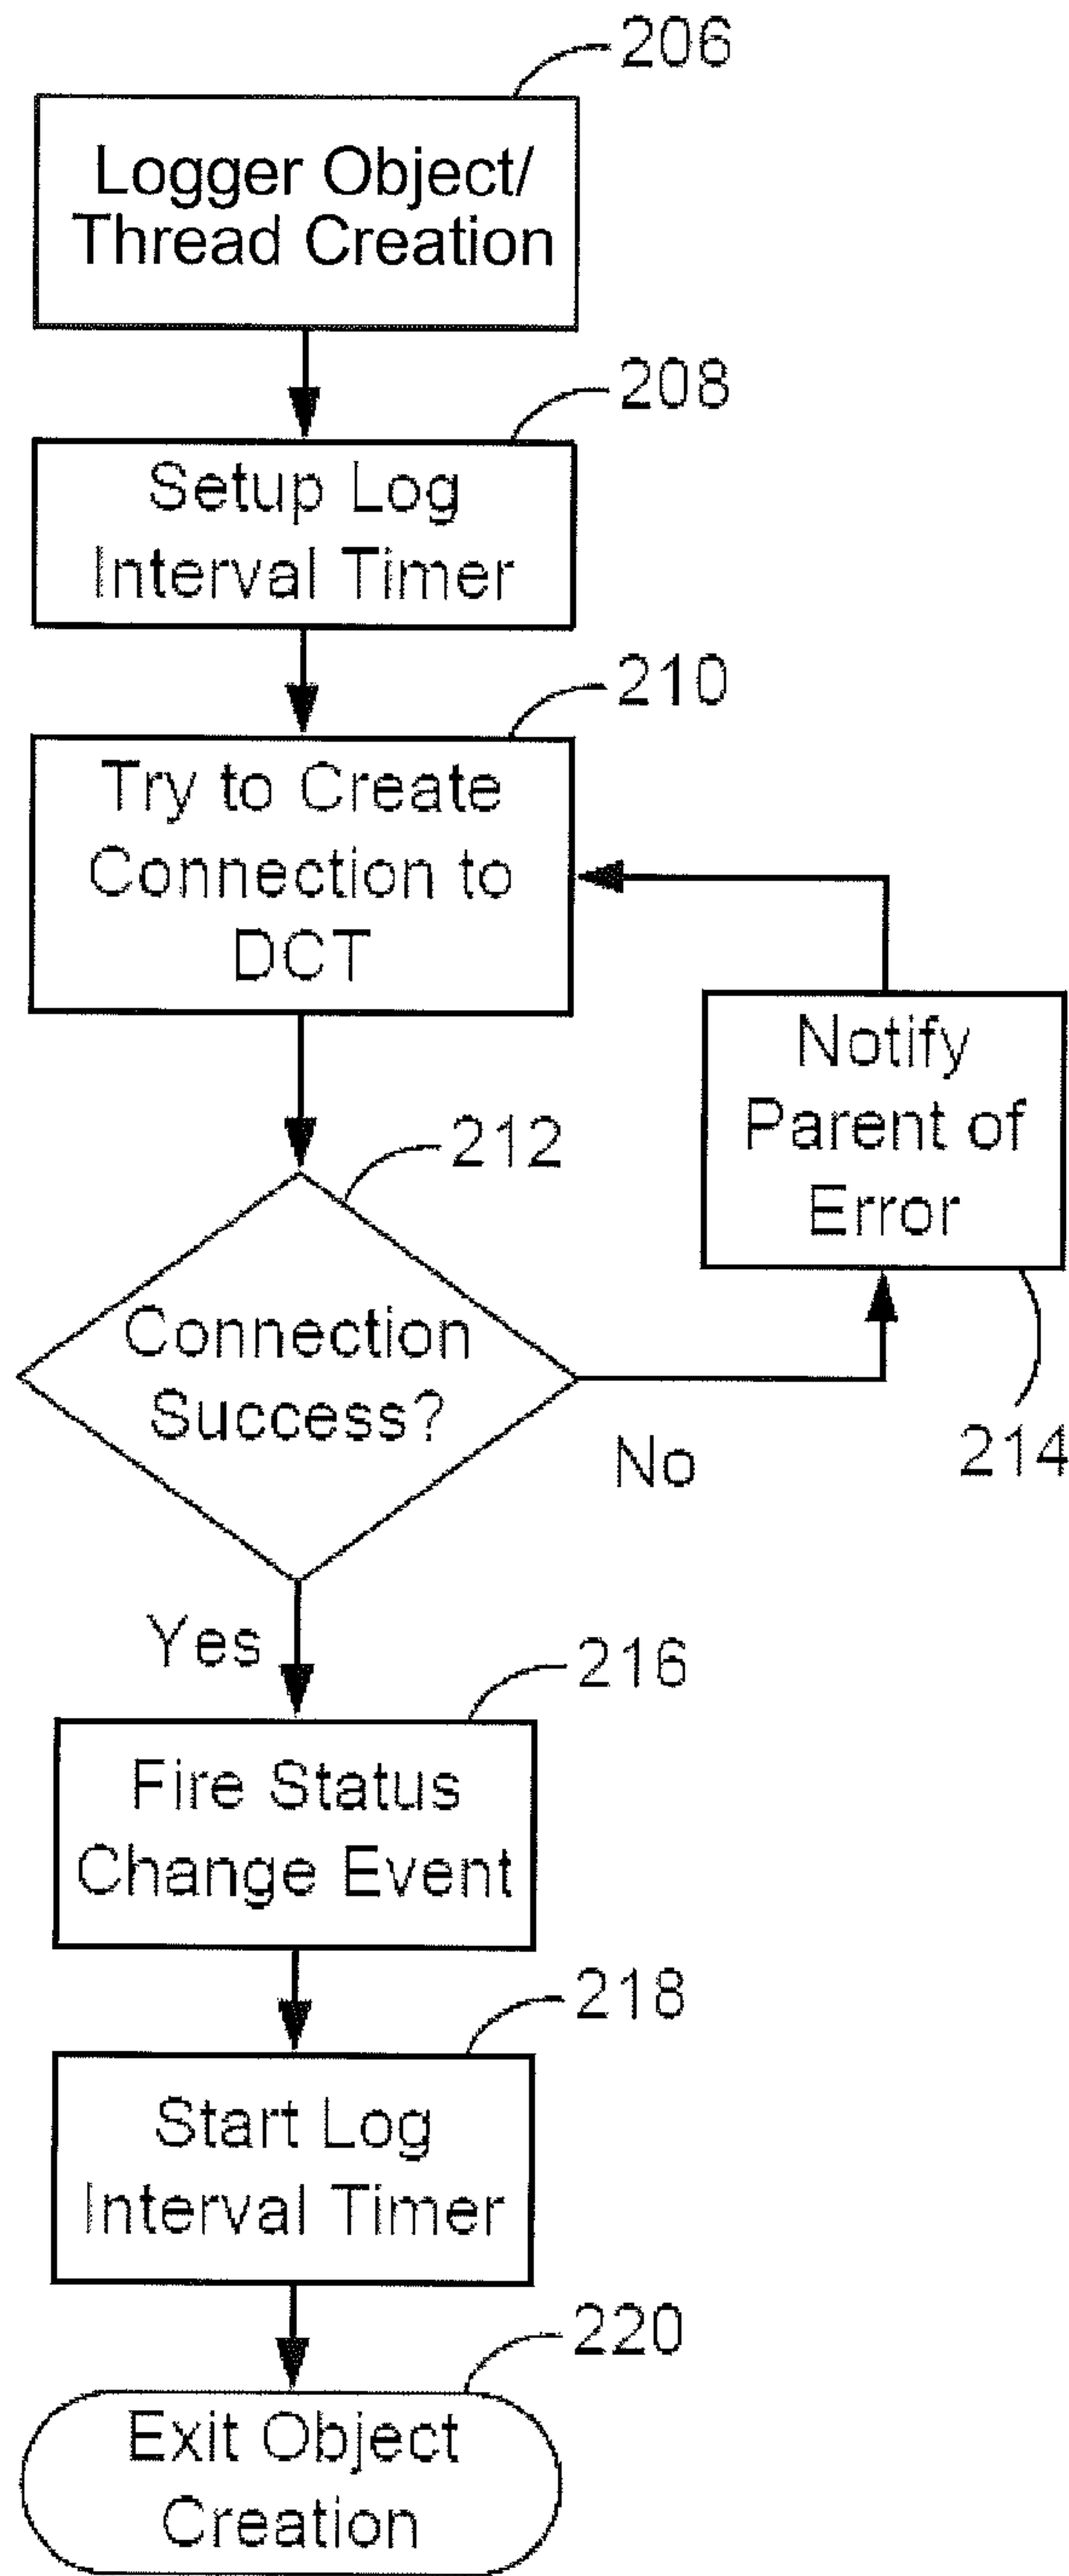 206
Logger Object/
Thread Creation
208
Setup Log
Interval Timer
210
Try to Create
Connection to
DCT
Notify
Parent of
Error
214
212
Connection
Success?
No
Yes
216
Fire Status
Change Event
218
Start Log
Interval Timer
220
Exit Object
Creation